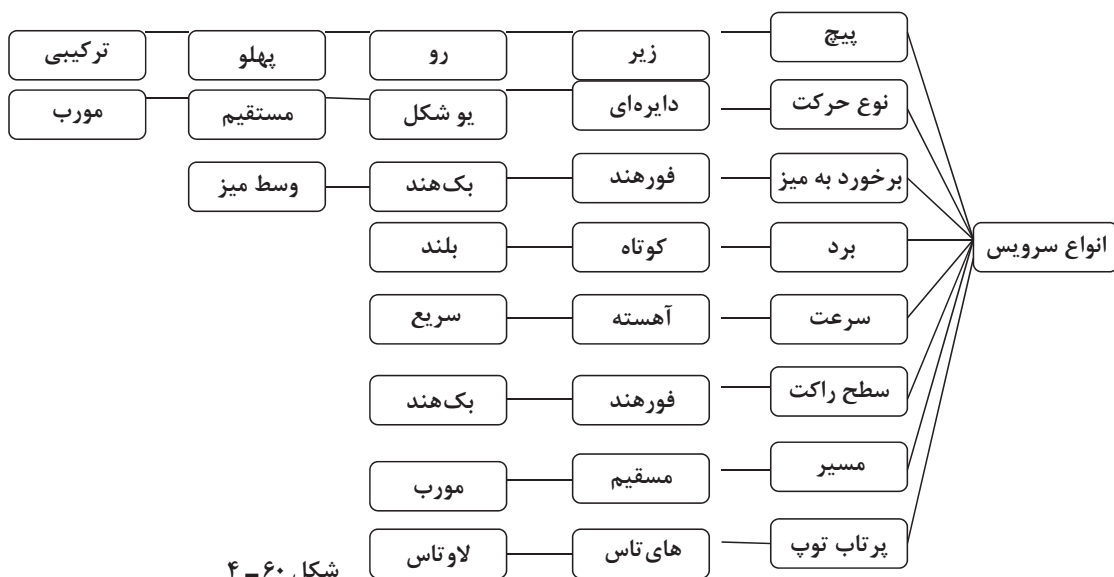 پیچ زیر رو پهلو ترکیبی
نوع حرکت دایره‌ای یو شکل مستقیم مورب
برخورد به میز فورهند بک‌هند وسط میز
انواع سرویس برد کوتاه بلند
سرعت آهسته سریع
سطح راکت فورهند بک‌هند
مسیر مسقیم مورب
پرتاب توپ های‌تاس لاوتاس
شکل ۶۰ ـ ۴